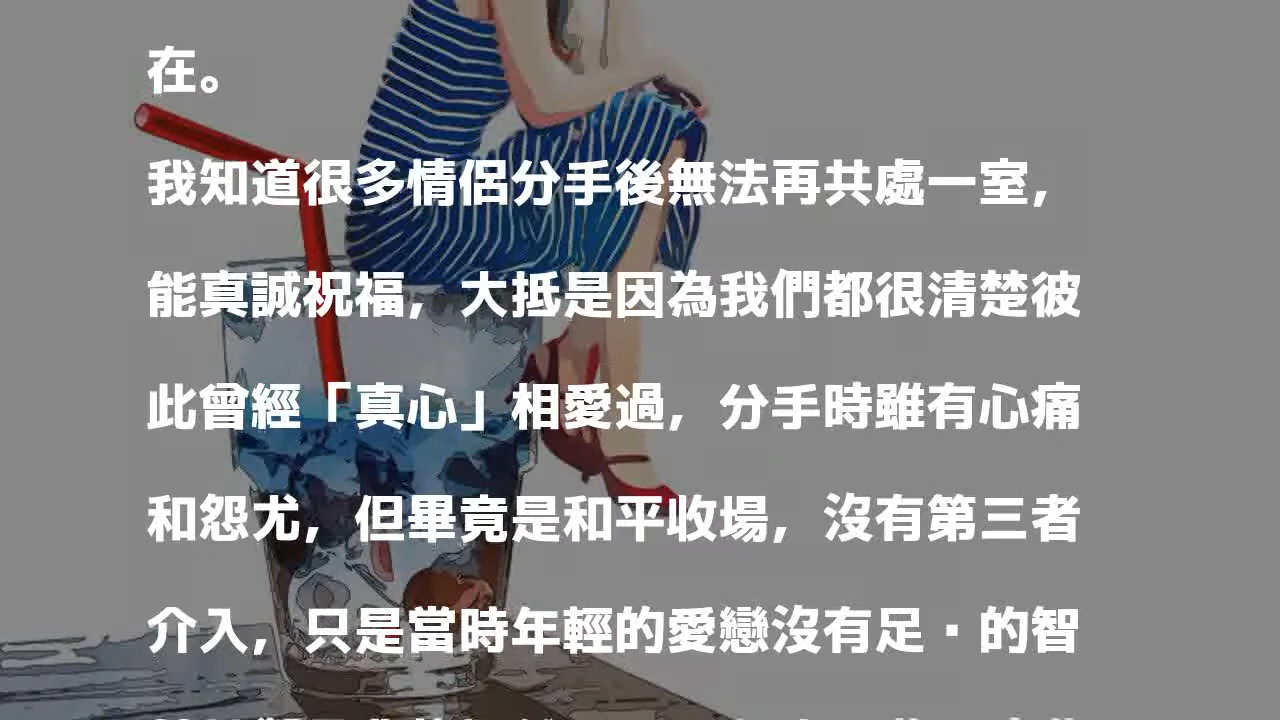 在。
我知道很多情侶分手後無法再共處一室，
能真誠祝福，大抵是因為我們都很清楚彼
此曾經「真心」相愛過，分手時雖有心痛
和怨尤，但畢竟是和平收場，沒有第三者
介入，只是當時年輕的愛戀沒有足·的智